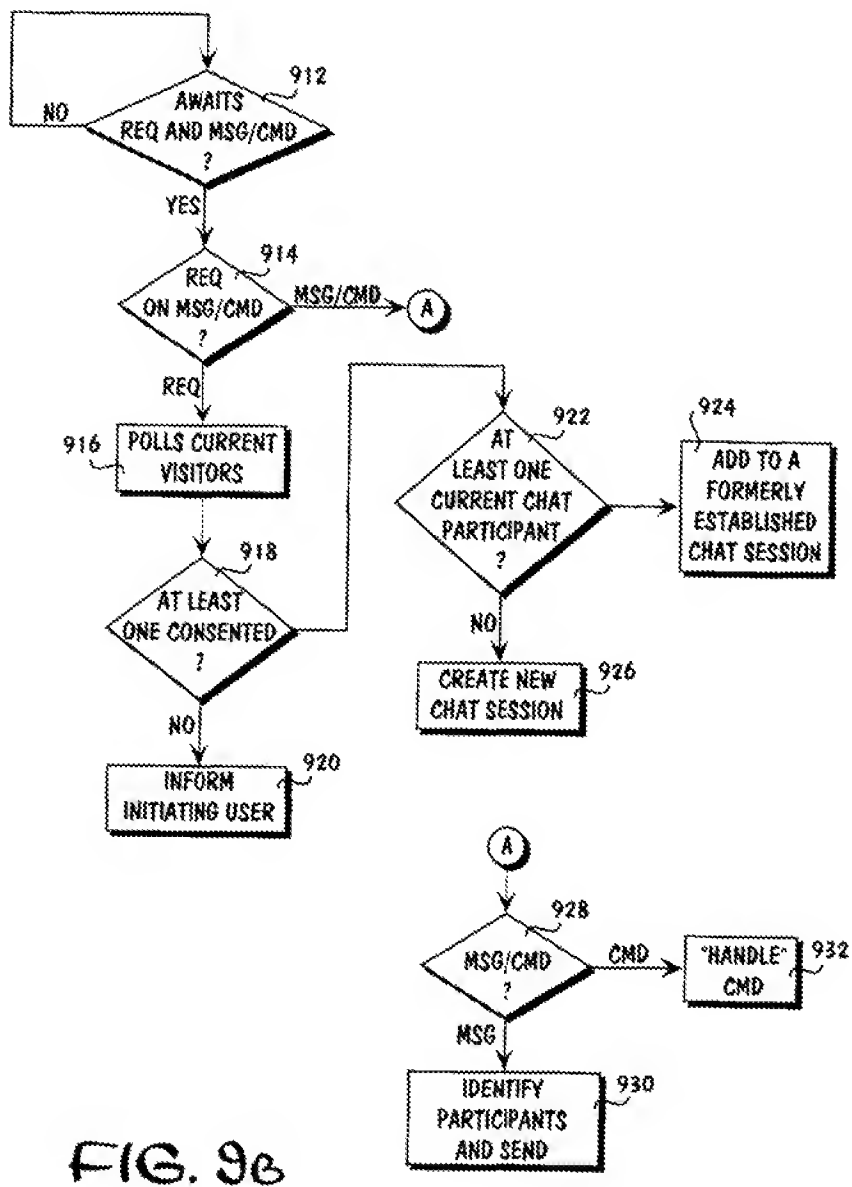 912
AWAITS
NO
REQ AND MSG/CMD
?
YES
914
REQ
ON MSG/CMD
?
MSG/CMD
A
REQ
916
POLLS CURRENT
VISITORS
918
AT LEAST
ONE CONSENTED
?
NO
920
INFORM
INITIATING USER
922
AT
LEAST ONE
CURRENT CHAT
PARTICIPANT
?
924
ADD TO A
FORMERLY
ESTABLISHED
CHAT SESSION
NO
CREATE NEW
CHAT SESSION
926
A
928
MSG/CMD
?
CMD
"HANDLE"
CMD
932
MSG
930
IDENTIFY
PARTICIPANTS
AND SEND
FIG. 9B